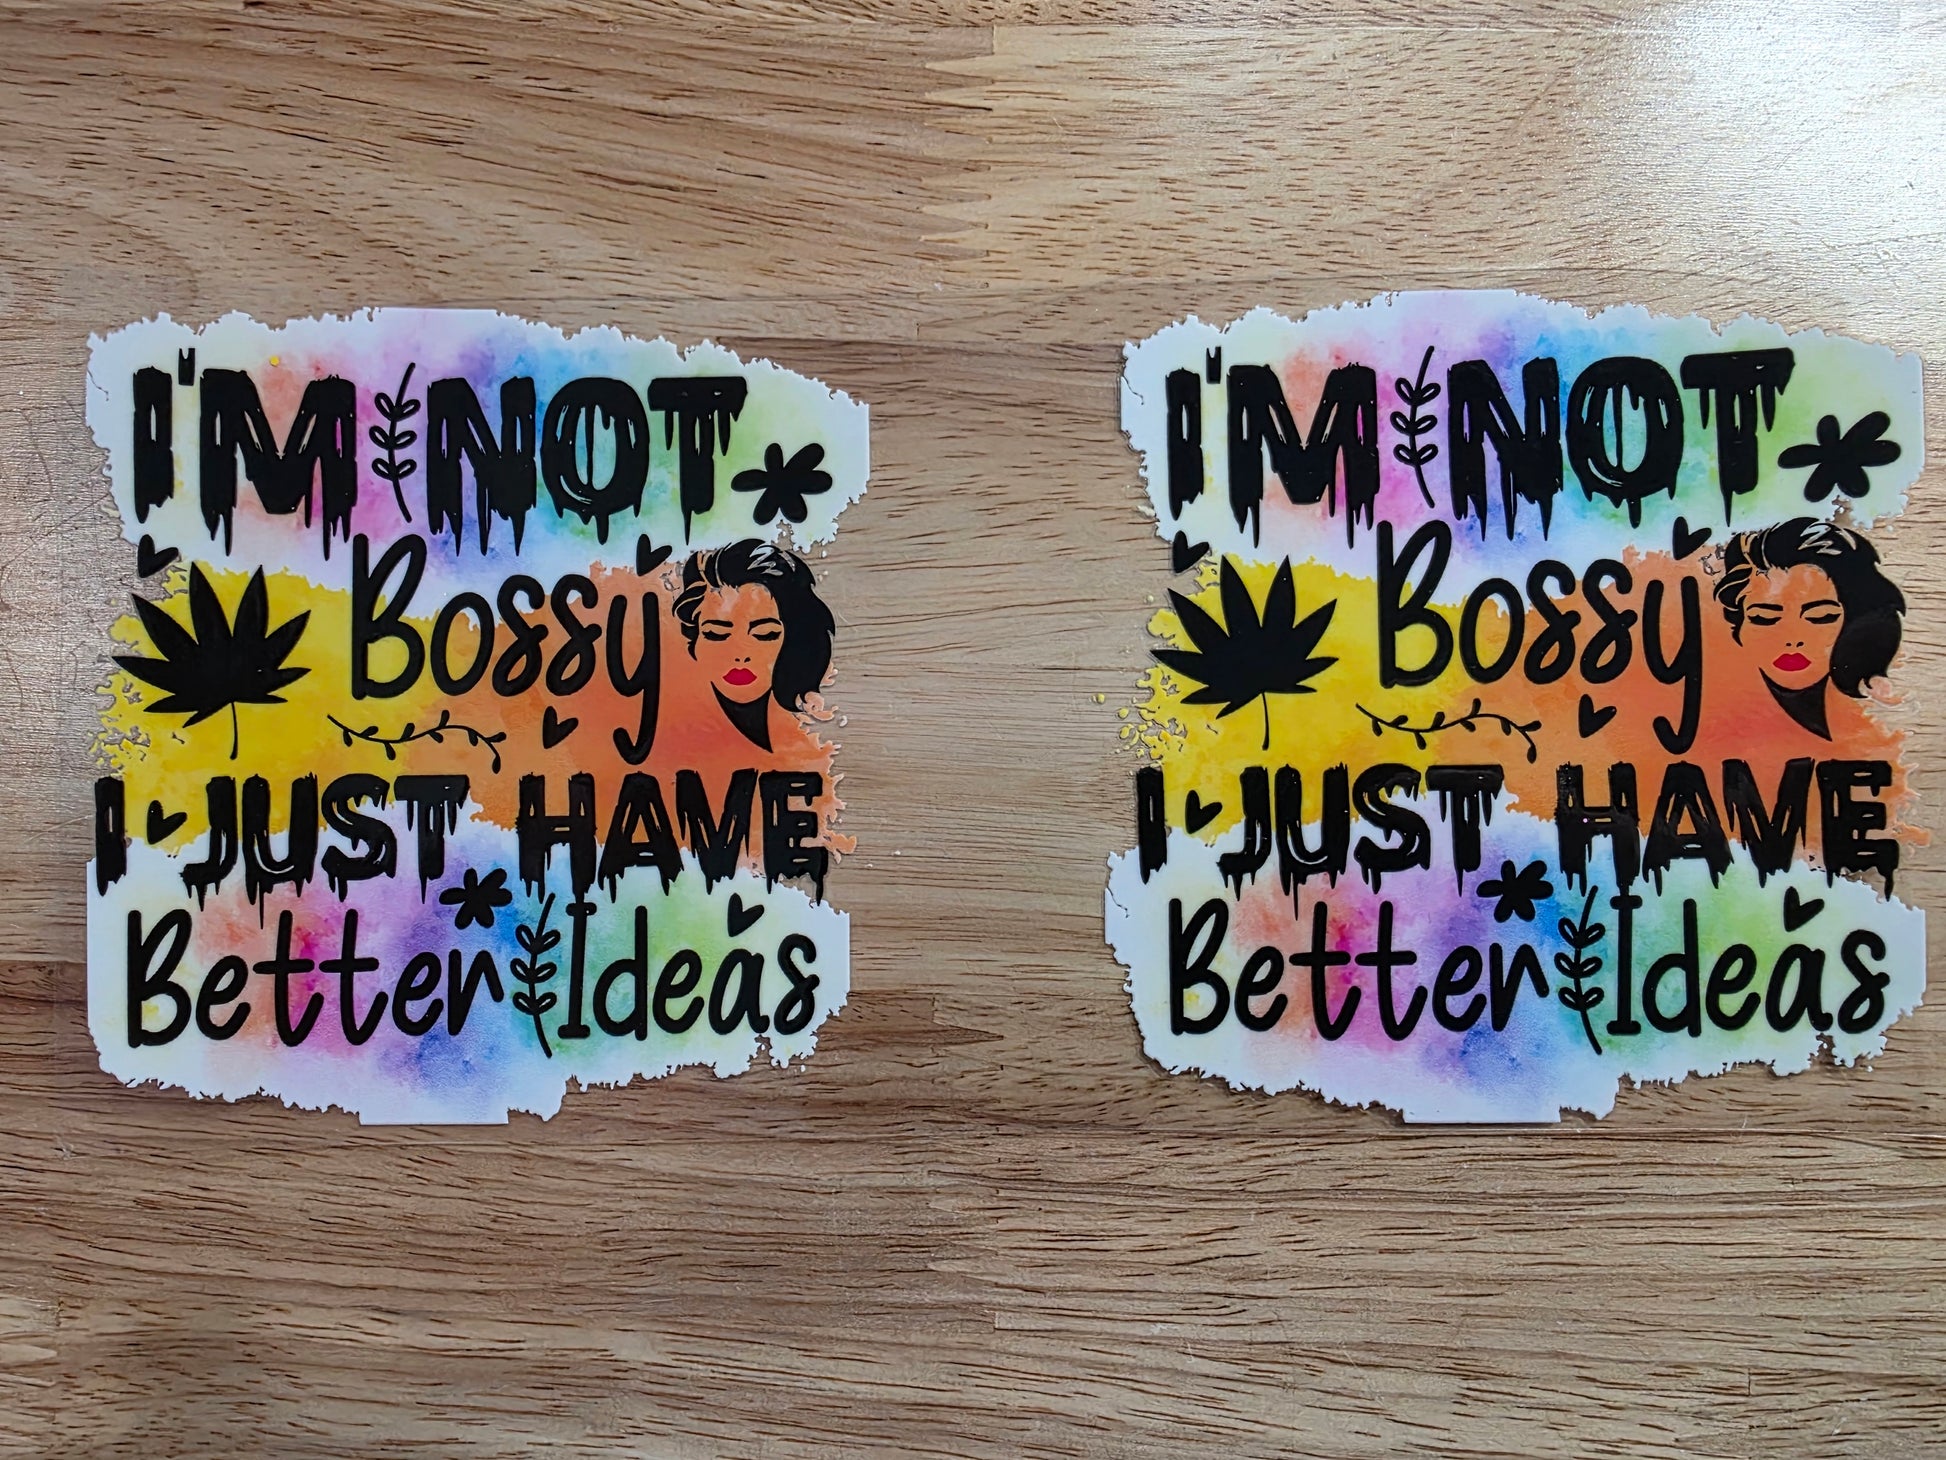 I'M NOT
Bossy
I JUST HAVE
Better Ideas
I'M NOT
Bossy
I JUST HAVE
Better Ideas